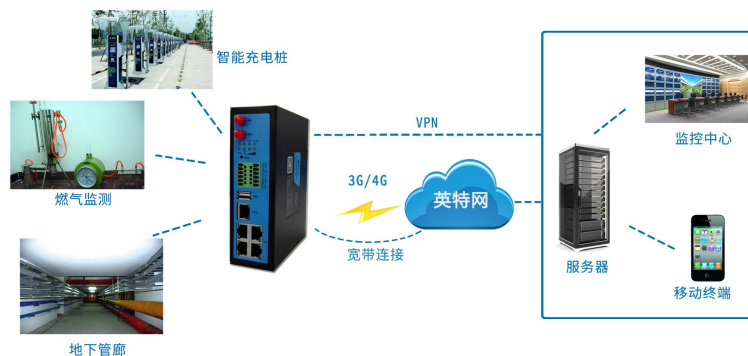 智能充电桩
VPN
监控中心
燃气监测
3G/4G
英特网
宽带连接
服务器
移动终端
地下管廊